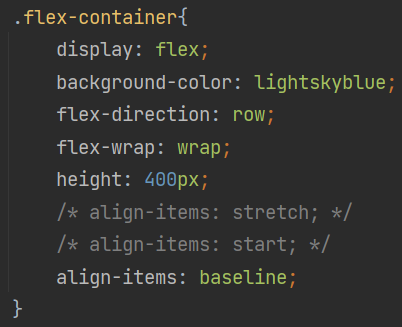 .flex-container{
    display: flex;
    background-color: lightskyblue;
    flex-direction: row;
    flex-wrap: wrap;
    height: 400px;
    /* align-items: stretch; */
    /* align-items: start; */
    align-items: baseline;
}